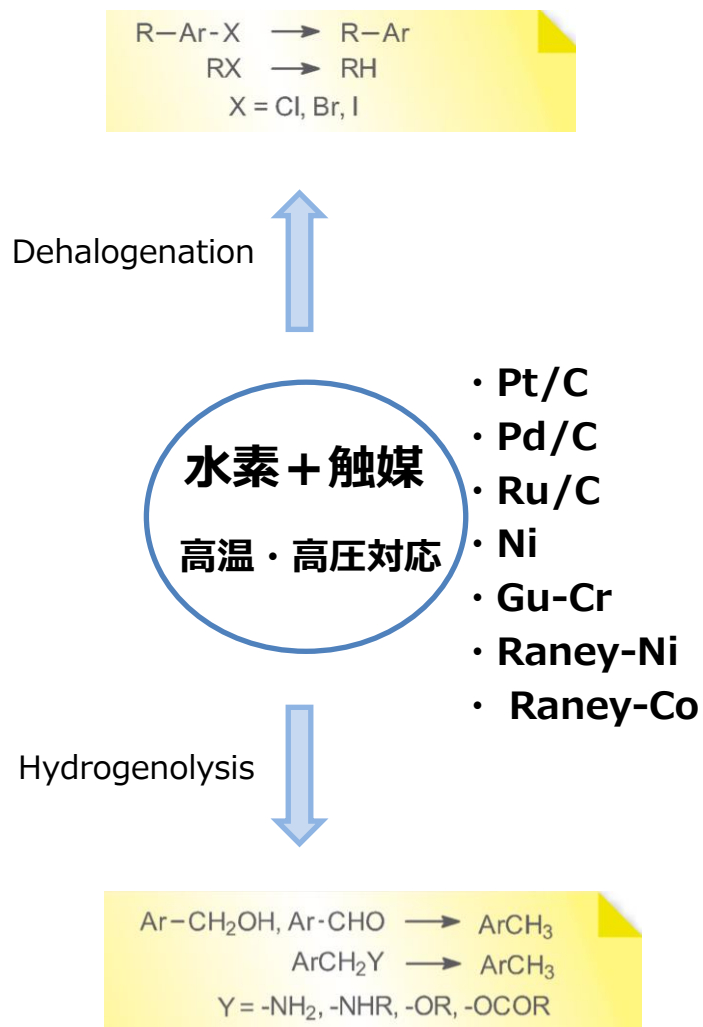 R－Ar-X → R－Ar
RX → RH
X = Cl, Br, I
Dehalogenation
水素＋触媒
高温・高圧対応
・Pt/C
・Pd/C
・Ru/C
・Ni
・Gu-Cr
・Raney-Ni
・ Raney-Co
Hydrogenolysis
Ar－CH₂OH, Ar-CHO → ArCH₃
ArCH₂Y → ArCH₃
Y = -NH₂, -NHR, -OR, -OCOR